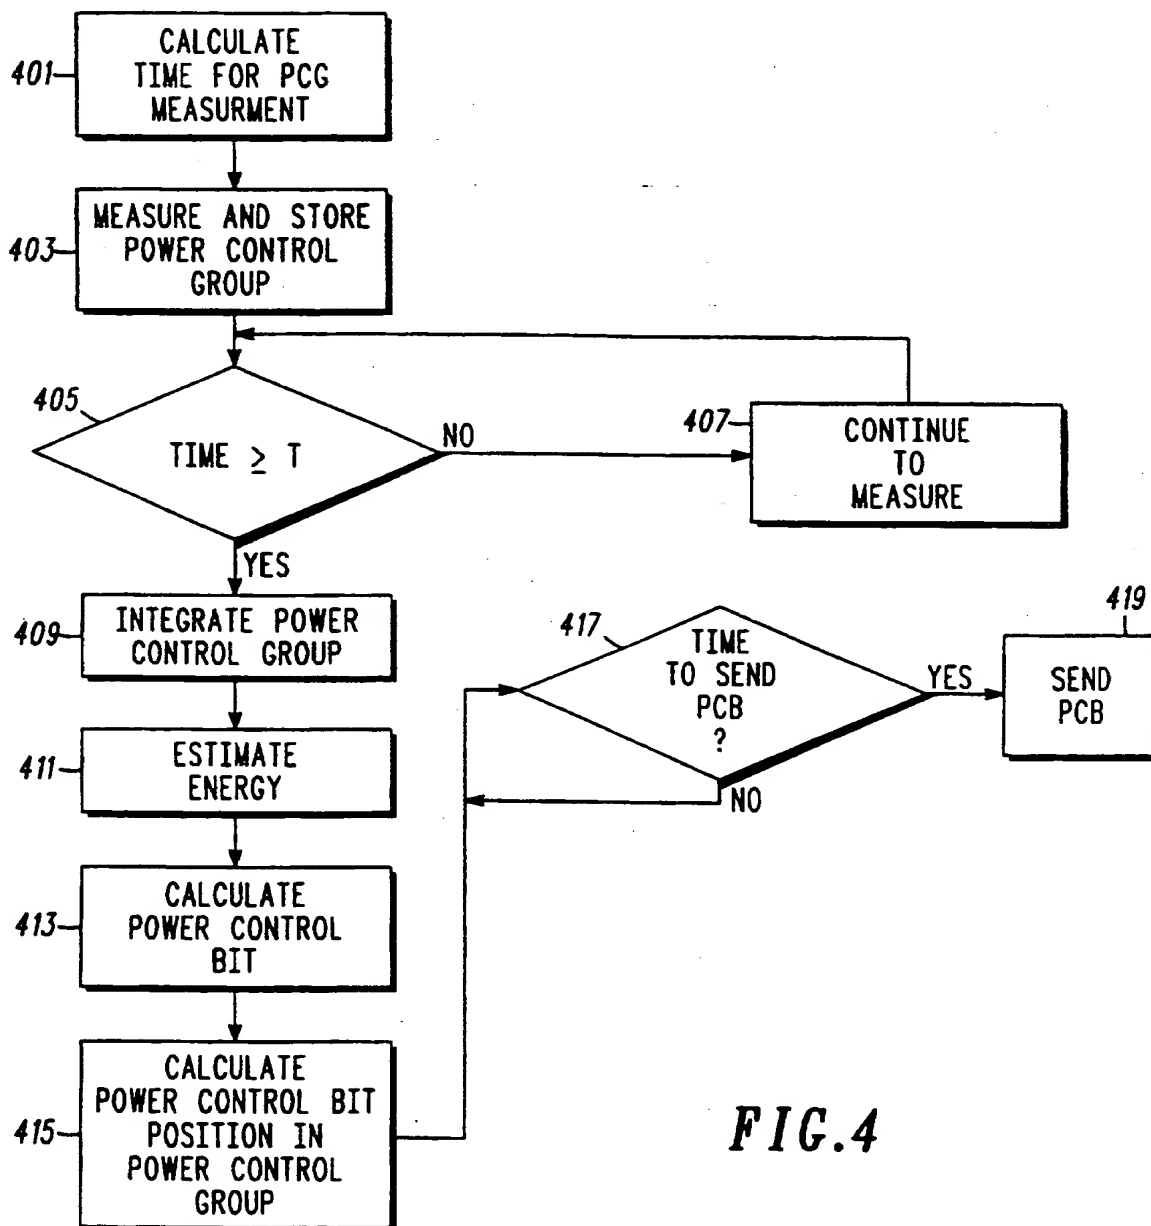 401
CALCULATE
TIME FOR PCG
MEASURMENT
403
MEASURE AND STORE
POWER CONTROL
GROUP
405
TIME ≥ T
NO
407
CONTINUE
TO
MEASURE
YES
409
INTEGRATE POWER
CONTROL GROUP
411
ESTIMATE
ENERGY
413
CALCULATE
POWER CONTROL
BIT
415
CALCULATE
POWER CONTROL BIT
POSITION IN
POWER CONTROL
GROUP
417
TIME
TO SEND
PCB
?
YES
NO
419
SEND
PCB
FIG.4